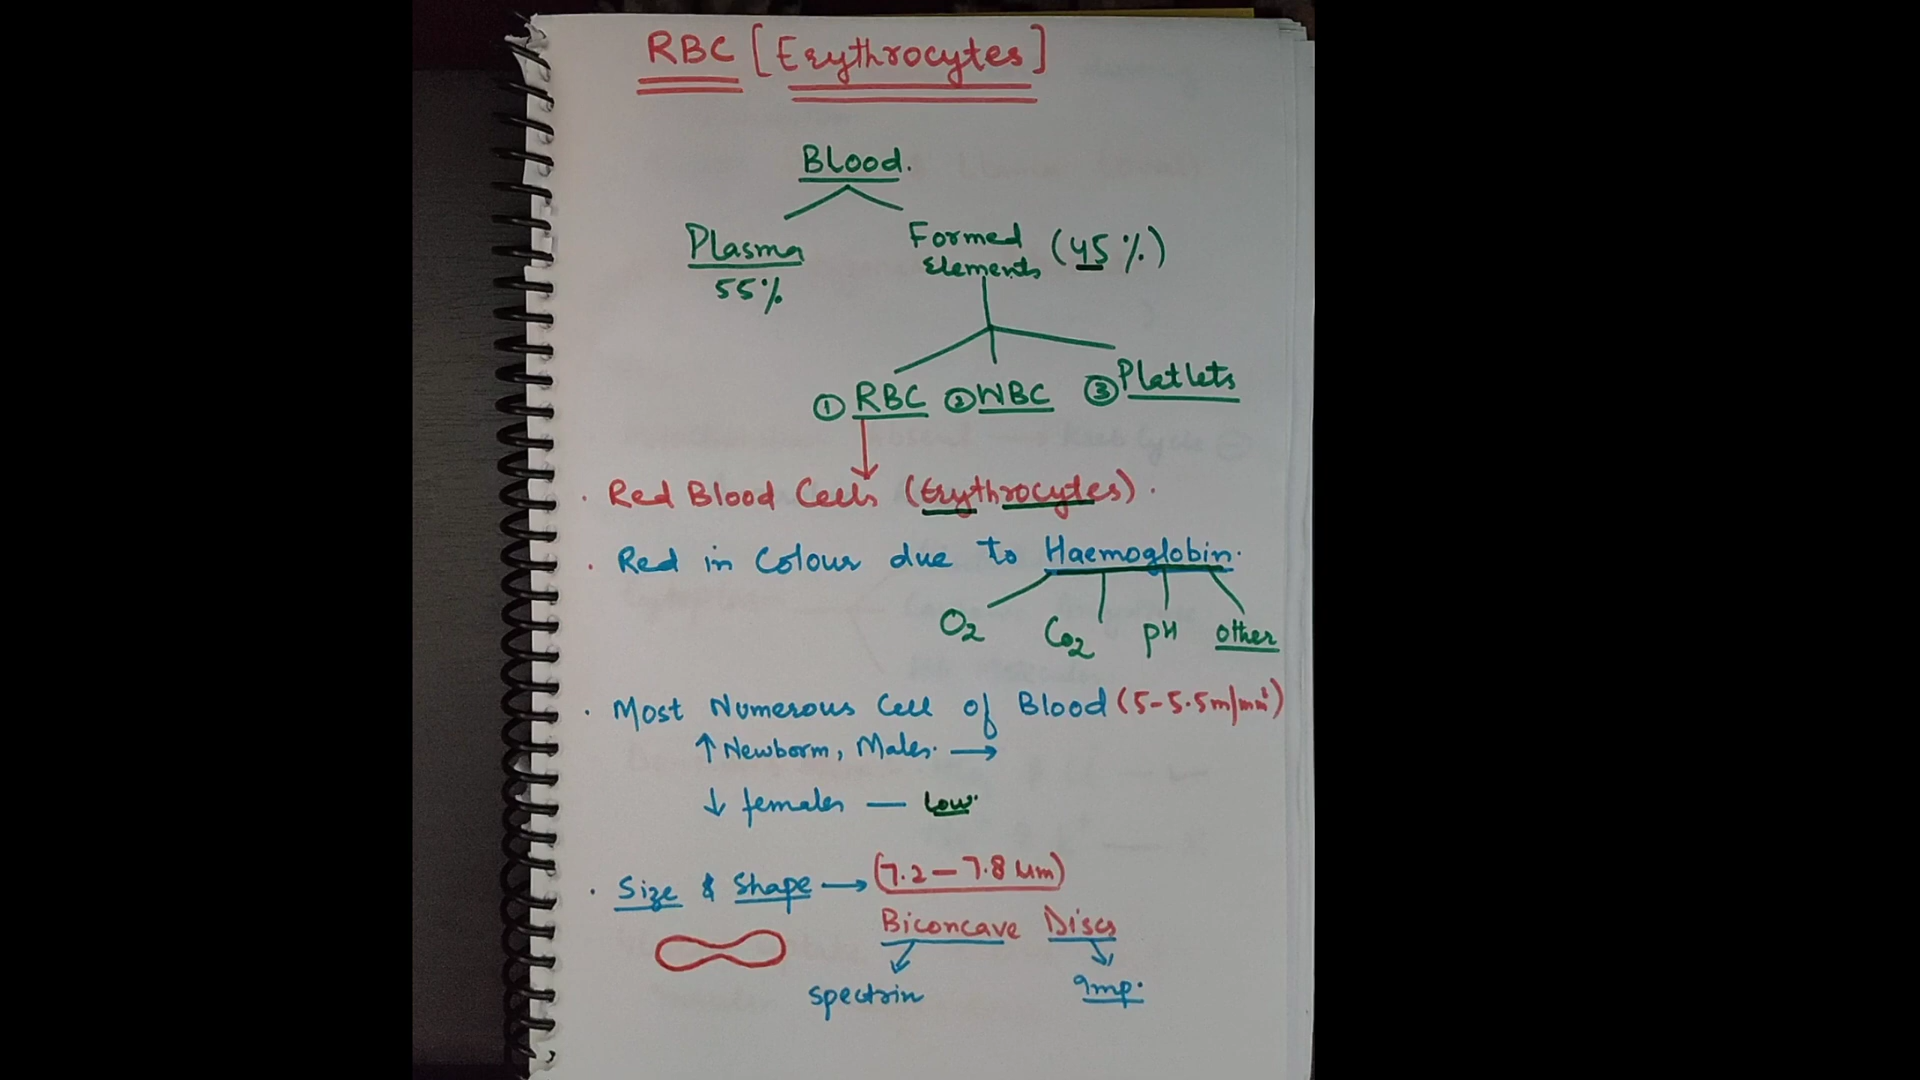 RBC [Erythrocytes]
Blood.
Plasma
55%
Formed
Elements
(45%)
① RBC ② WBC ③ Platlets
· Red Blood Cells (Erythrocytes).
· Red in Colour due to Haemoglobin.
O2 CO2 pH other
· Most Numerous Cell of Blood (5-5.5m/mm³)
↑ Newborn, Males. →
↓ females — Low.
· Size & Shape → (7.2 — 7.8 μm)
Biconcave Discs
Spectrin Imp.